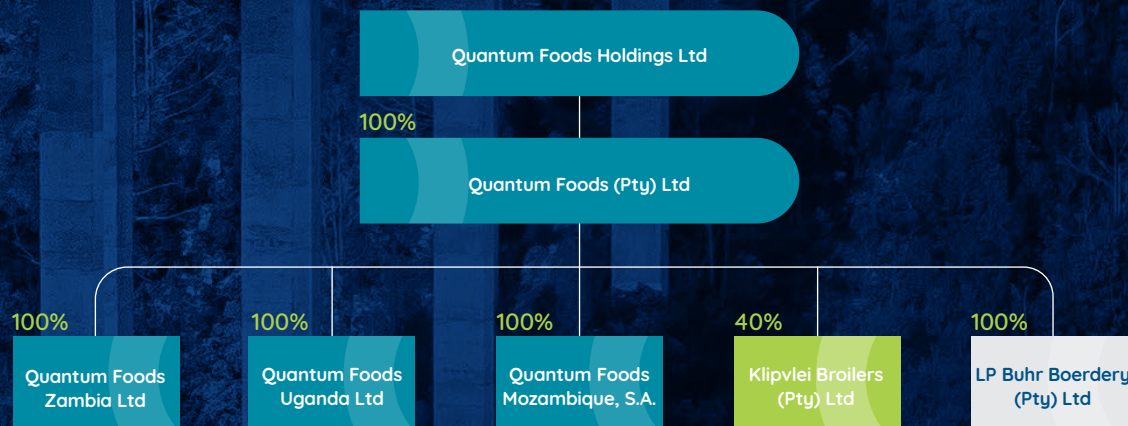 Quantum Foods Holdings Ltd
100%
Quantum Foods (Pty) Ltd
100%
Quantum Foods
Zambia Ltd
100%
Quantum Foods
Uganda Ltd
100%
Quantum Foods
Mozambique, S.A.
40%
Klipvlei Broilers
(Pty) Ltd
100%
LP Buhr Boerdery
(Pty) Ltd